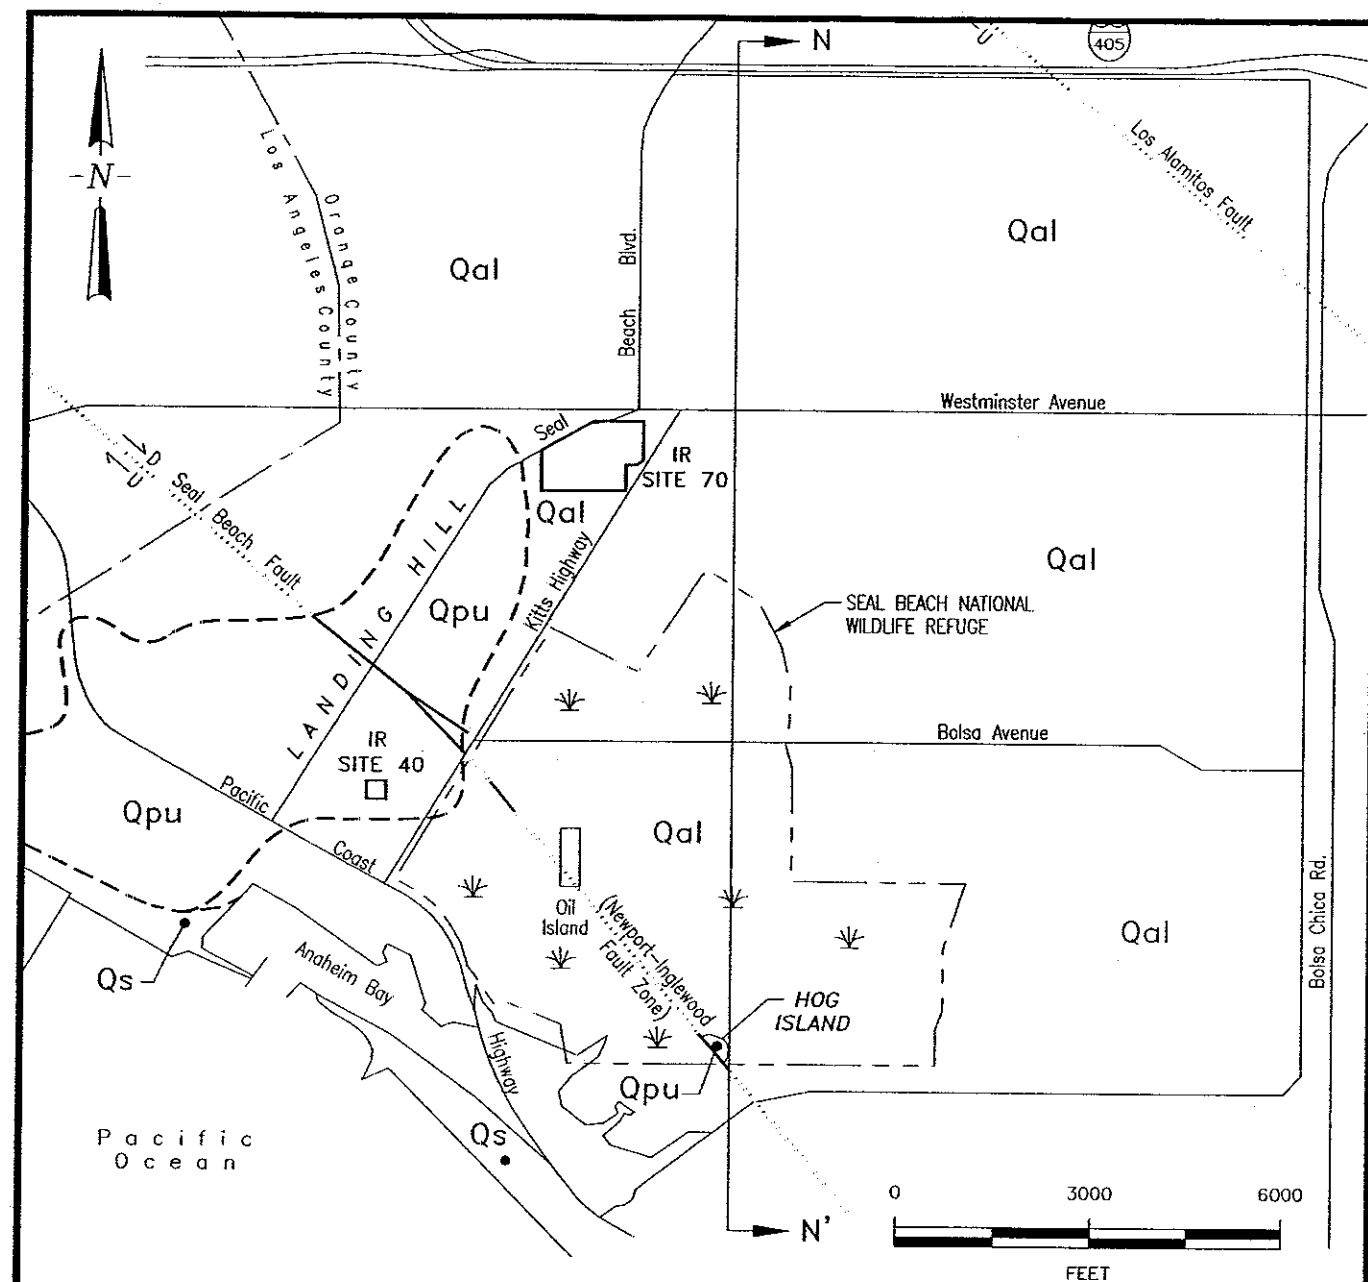 N
405
U
Los Alamitos Fault
-N-
Los Angeles County
Orange County
Qal
Beach Blvd.
Qal
Westminster Avenue
Seal
IR
SITE 70
D
U
Seal Beach Fault
LANDING HILL
Qal
Kitts Highway
Qal
Qpu
SEAL BEACH NATIONAL
WILDLIFE REFUGE
Bolsa Avenue
IR
SITE 40
Pacific
Coast
Highway
Qpu
Qal
Oil
Island
(Newport-Inglewood
Fault Zone)
Qal
Bolsa Chica Rd.
Qs
Anaheim Bay
HOG
ISLAND
Qpu
Qs
Pacific
Ocean
N'
0 3000 6000
FEET